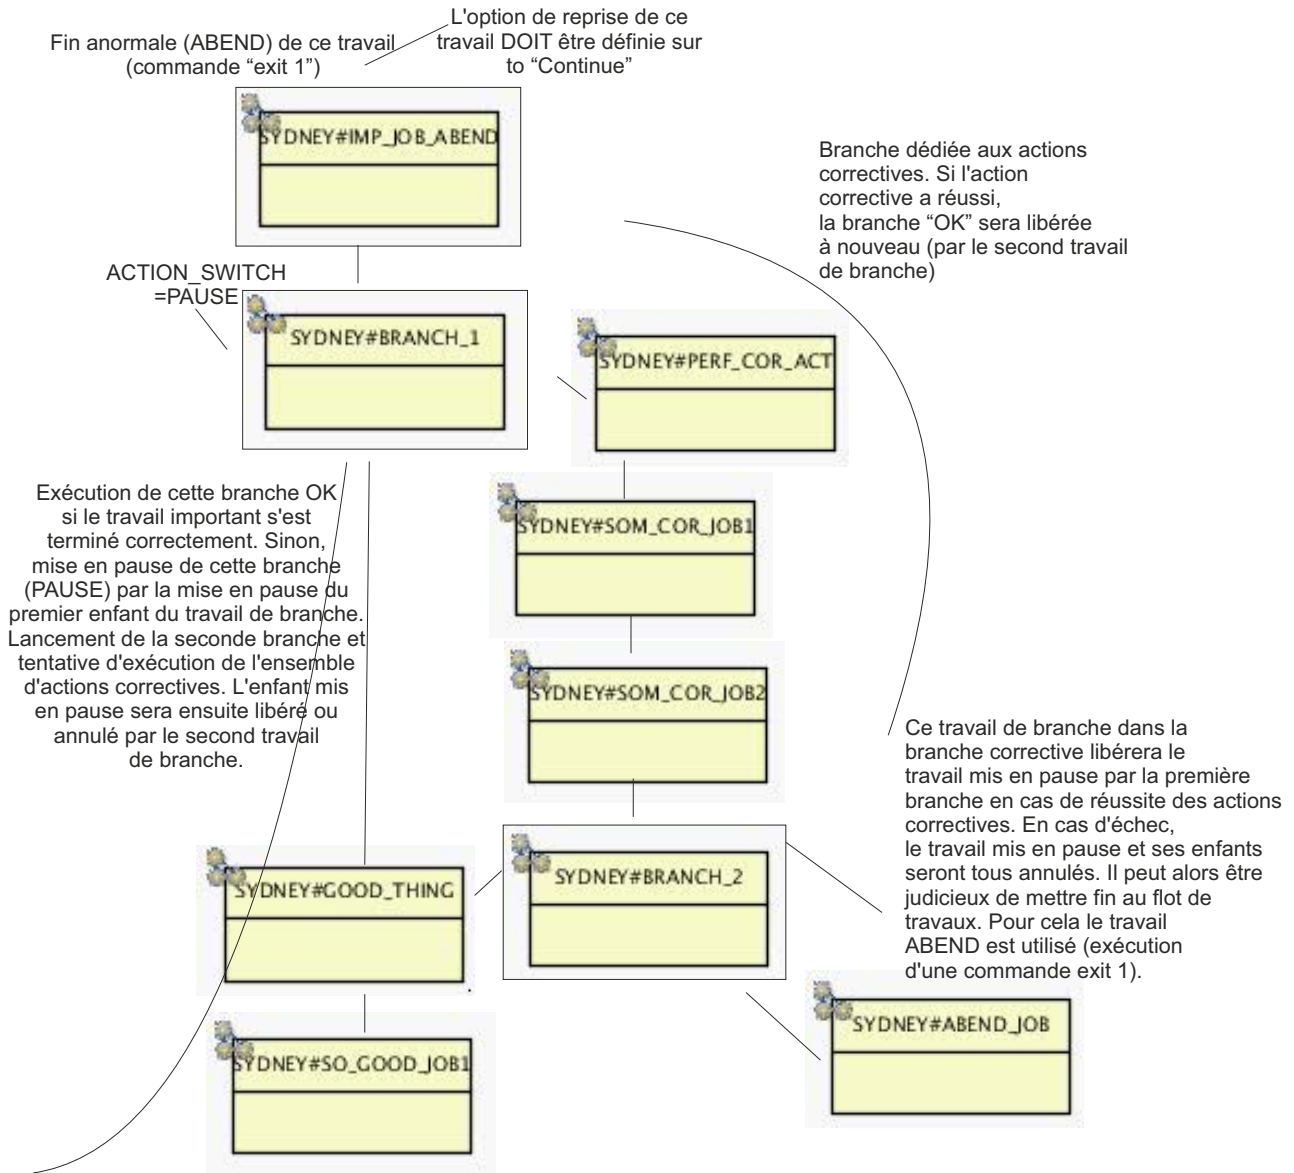 Fin anormale (ABEND) de ce travail
(commande “exit 1”)
L'option de reprise de ce
travail DOIT être définie sur
to “Continue”
SYDNEY#IMP_JOB_ABEND
Branche dédiée aux actions
correctives. Si l'action
corrective a réussi,
la branche “OK” sera libérée
à nouveau (par le second travail
de branche)
ACTION_SWITCH
=PAUSE
SYDNEY#BRANCH_1
SYDNEY#PERF_COR_ACT
Exécution de cette branche OK
si le travail important s'est
terminé correctement. Sinon,
mise en pause de cette branche
(PAUSE) par la mise en pause du
premier enfant du travail de branche.
Lancement de la seconde branche et
tentative d'exécution de l'ensemble
d'actions correctives. L'enfant mis
en pause sera ensuite libéré ou
annulé par le second travail
de branche.
SYDNEY#SOM_COR_JOB1
SYDNEY#SOM_COR_JOB2
Ce travail de branche dans la
branche corrective libérera le
travail mis en pause par la première
branche en cas de réussite des actions
correctives. En cas d'échec,
le travail mis en pause et ses enfants
seront tous annulés. Il peut alors être
judicieux de mettre fin au flot de
travaux. Pour cela le travail
ABEND est utilisé (exécution
d'une commande exit 1).
SYDNEY#GOOD_THING
SYDNEY#BRANCH_2
SYDNEY#SO_GOOD_JOB1
SYDNEY#ABEND_JOB